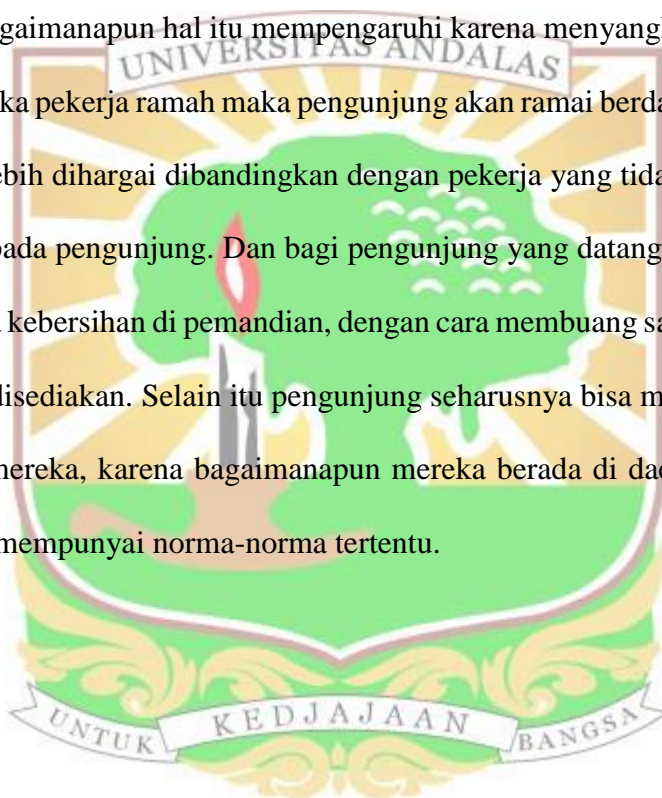 gaimanapun hal itu mempengaruhi karena menyang
UNIVERSITAS ANDALAS
ka pekerja ramah maka pengunjung akan ramai berda
ebih dihargai dibandingkan dengan pekerja yang tida
pada pengunjung. Dan bagi pengunjung yang datang
kebersihan di pemandian, dengan cara membuang sa
disediakan. Selain itu pengunjung seharusnya bisa m
mereka, karena bagaimanapun mereka berada di dae
mempunyai norma-norma tertentu.
UNTUK KEDJAJAAN BANGSA